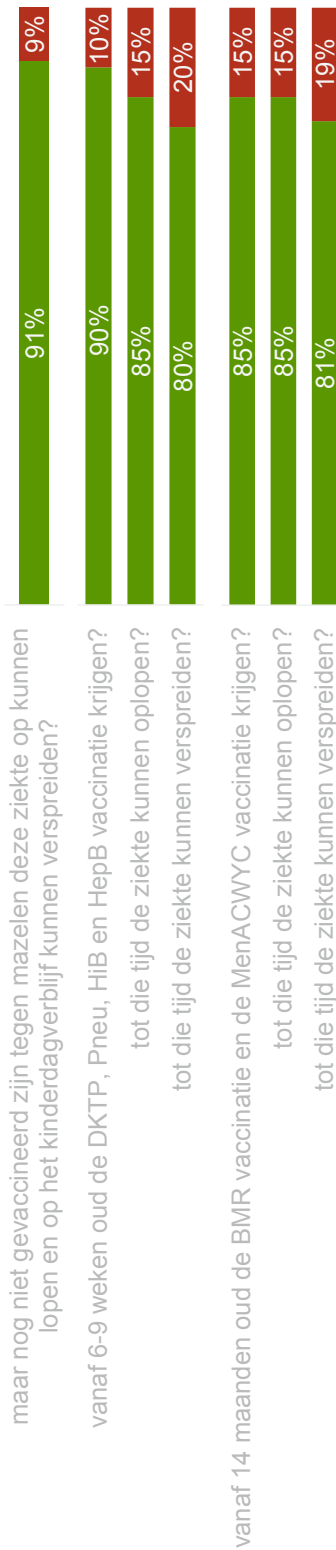 maar nog niet gevaccineerd zijn tegen mazelen deze ziekte op kunnen
lopen en op het kinderdagverblijf kunnen verspreiden?
91%
9%
vanaf 6-9 weken oud de DKTP, Pneu, HiB en HepB vaccinatie krijgen?
90%
10%
tot die tijd de ziekte kunnen oplopen?
85%
15%
tot die tijd de ziekte kunnen verspreiden?
80%
20%
vanaf 14 maanden oud de BMR vaccinatie en de MenACWYC vaccinatie krijgen?
85%
15%
tot die tijd de ziekte kunnen oplopen?
85%
15%
tot die tijd de ziekte kunnen verspreiden?
81%
19%